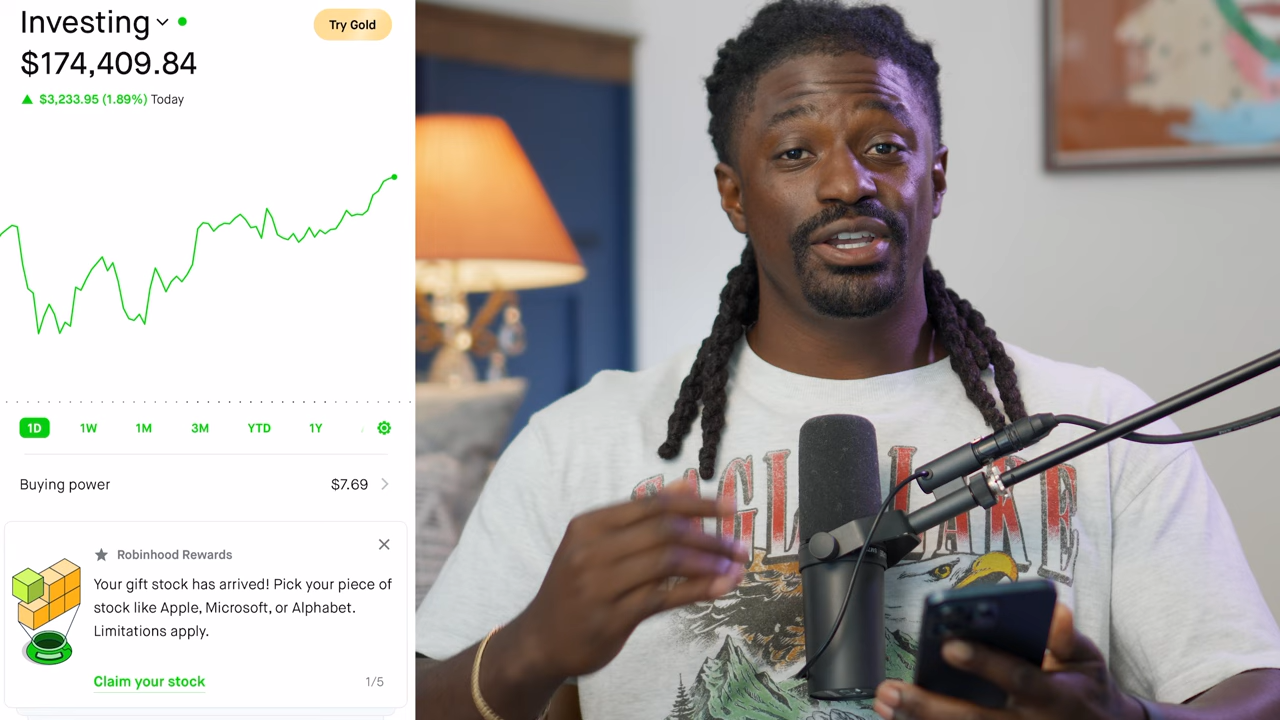 Investing
Try Gold
$174,409.84
$3,233.95 (1.89%) Today
1D 1W 1M 3M YTD 1Y
Buying power $7.69
Robinhood Rewards
Your gift stock has arrived! Pick your piece of
stock like Apple, Microsoft, or Alphabet.
Limitations apply.
Claim your stock 1/5
EAGLE LAKE